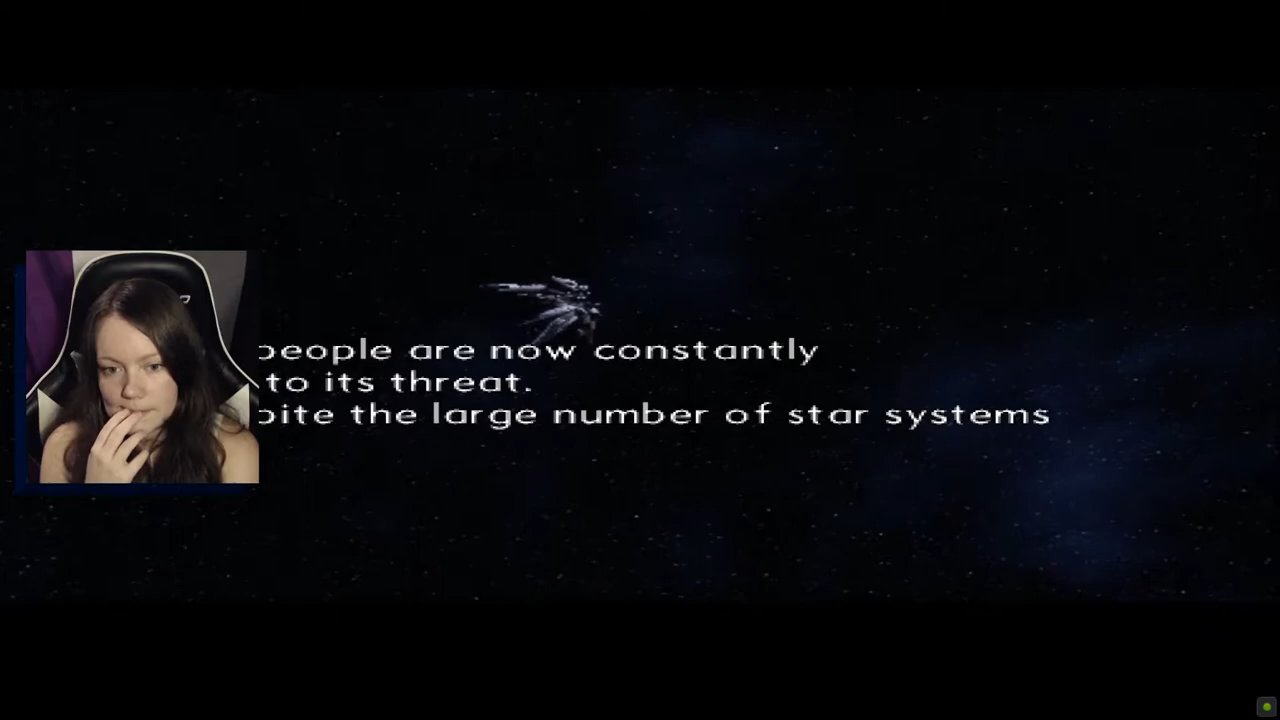 people are now constantly
to its threat.
the large number of star systems